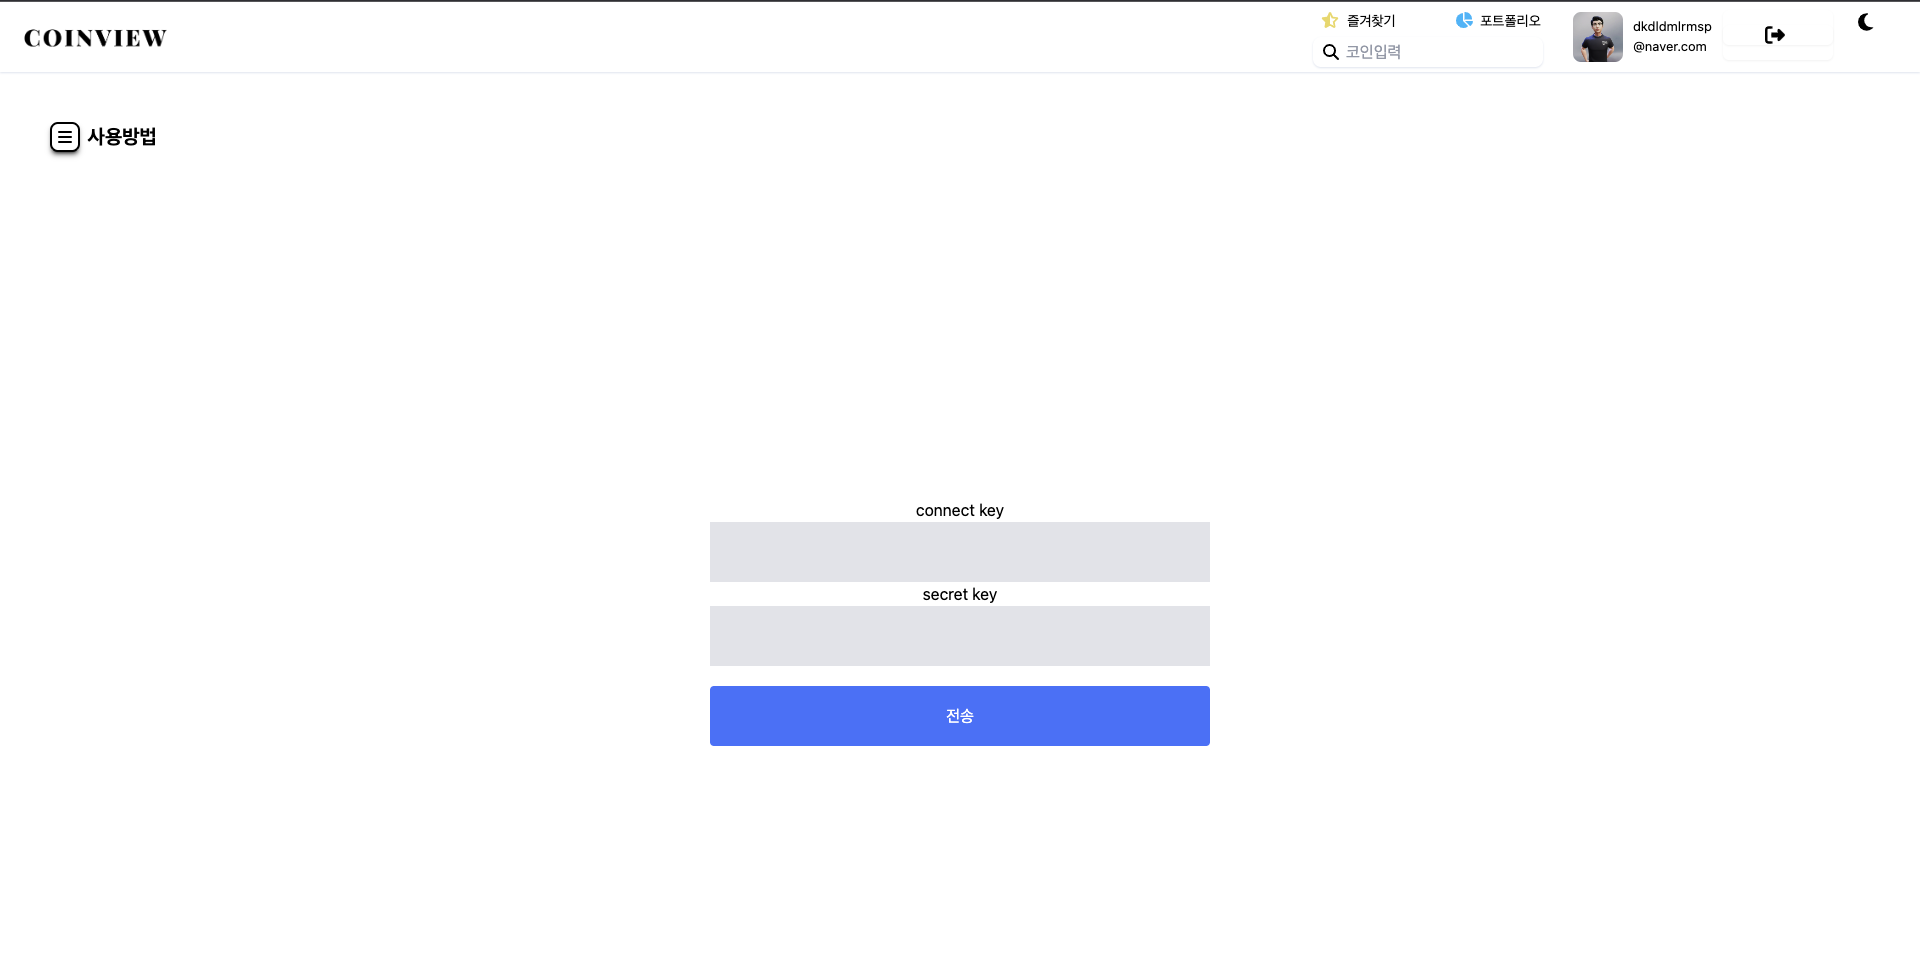 COINVIEW
즐겨찾기
포트폴리오
코인입력
dkdldmlrmsp
@naver.com
사용방법
connect key
secret key
전송